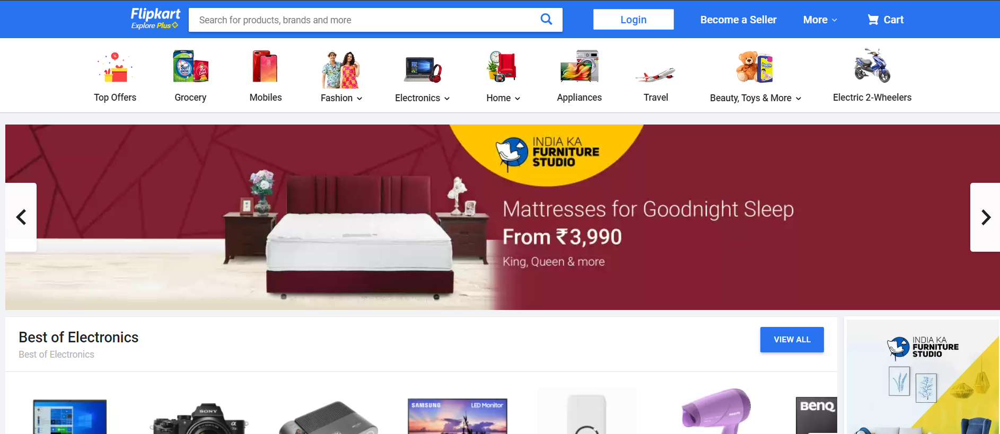 Flipkart
Explore Plus
Search for products, brands and more
Login
Become a Seller
More
Cart
%
Surf
excel
Top Offers
Grocery
Mobiles
Fashion
Electronics
Home
Appliances
Travel
Beauty, Toys & More
Electric 2-Wheelers
INDIA KA
FURNITURE
STUDIO
Mattresses for Goodnight Sleep
From ₹3,990
King, Queen & more
Best of Electronics
Best of Electronics
VIEW ALL
INDIA KA
FURNITURE
STUDIO
SONY
α
SAMSUNG
LED Monitor
PHILIPS
BenQ